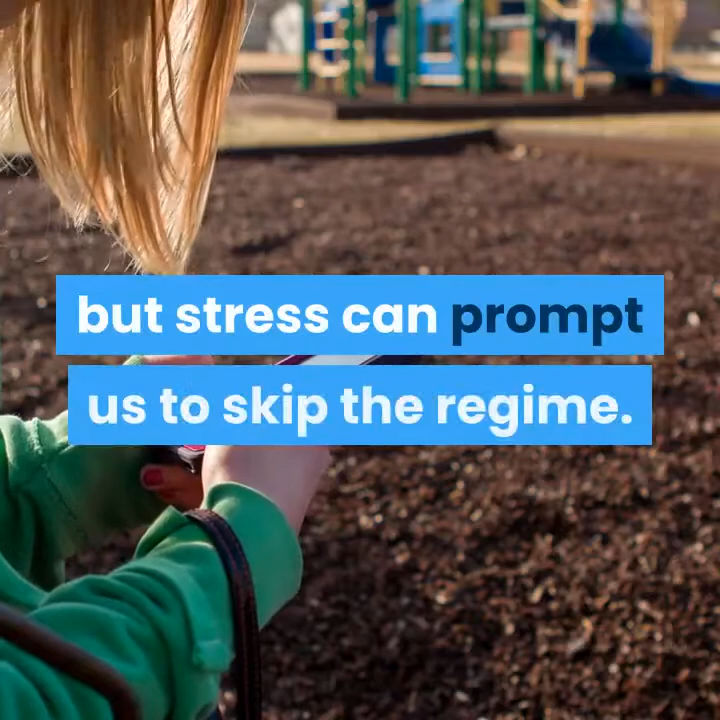 but stress can prompt
us to skip the regime.